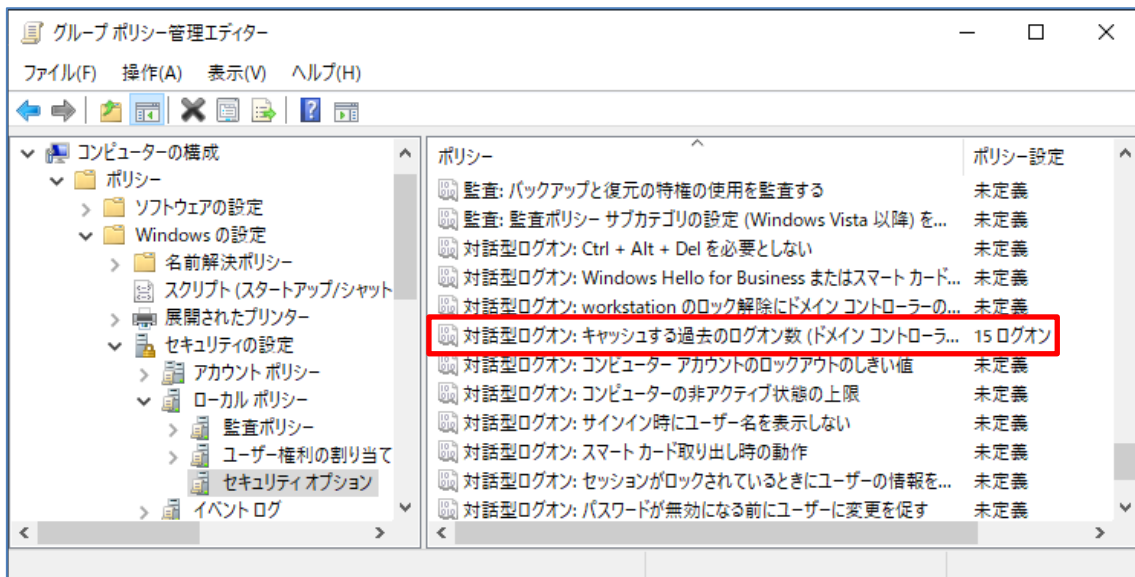 グループ ポリシー管理エディター
ファイル(F) 操作(A) 表示(V) ヘルプ(H)
コンピューターの構成
ポリシー
ソフトウェアの設定
Windows の設定
名前解決ポリシー
スクリプト (スタートアップ/シャット
展開されたプリンター
セキュリティの設定
アカウント ポリシー
ローカル ポリシー
監査ポリシー
ユーザー権利の割り当て
セキュリティ オプション
イベント ログ
ポリシー ポリシー設定
監査: バックアップと復元の特権の使用を監査する 未定義
監査: 監査ポリシー サブカテゴリの設定 (Windows Vista 以降) を... 未定義
対話型ログオン: Ctrl + Alt + Del を必要としない 未定義
対話型ログオン: Windows Hello for Business またはスマート カード... 未定義
対話型ログオン: workstation のロック解除にドメイン コントローラーの... 未定義
対話型ログオン: キャッシュする過去のログオン数 (ドメイン コントローラ... 15 ログオン
対話型ログオン: コンピューター アカウントのロックアウトのしきい値 未定義
対話型ログオン: コンピューターの非アクティブ状態の上限 未定義
対話型ログオン: サインイン時にユーザー名を表示しない 未定義
対話型ログオン: スマート カード取り出し時の動作 未定義
対話型ログオン: セッションがロックされているときにユーザーの情報を... 未定義
対話型ログオン: パスワードが無効になる前にユーザーに変更を促す 未定義